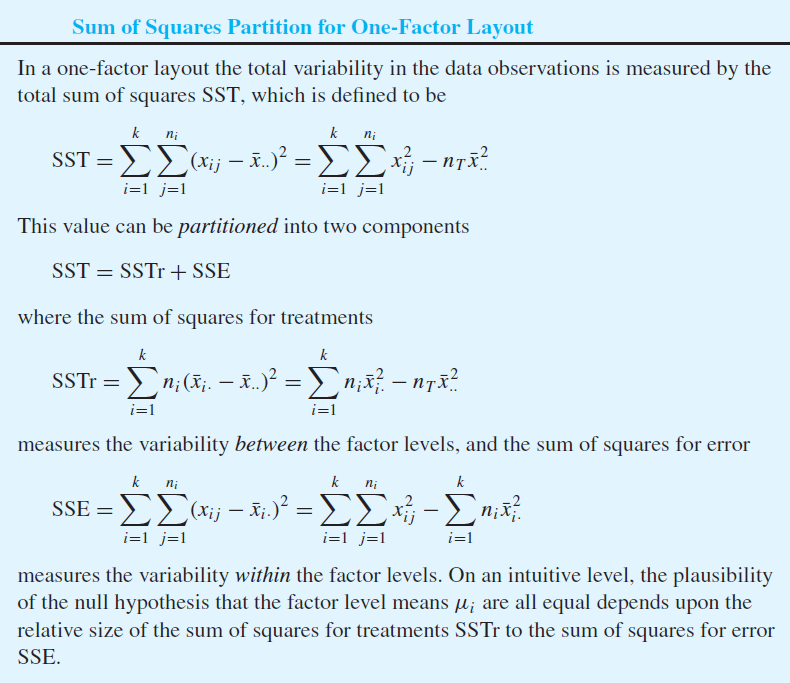 Sum of Squares Partition for One-Factor Layout
In a one-factor layout the total variability in the data observations is measured by the
total sum of squares SST, which is defined to be
SST = ∑_{i=1}^{k} ∑_{j=1}^{n_i} (x_{ij} − x̄_{..})² = ∑_{i=1}^{k} ∑_{j=1}^{n_i} x_{ij}² − n_T x̄_{..}²
This value can be partitioned into two components
SST = SSTr + SSE
where the sum of squares for treatments
SSTr = ∑_{i=1}^{k} n_i (x̄_{i.} − x̄_{..})² = ∑_{i=1}^{k} n_i x̄_{i.}² − n_T x̄_{..}²
measures the variability between the factor levels, and the sum of squares for error
SSE = ∑_{i=1}^{k} ∑_{j=1}^{n_i} (x_{ij} − x̄_{i.})² = ∑_{i=1}^{k} ∑_{j=1}^{n_i} x_{ij}² − ∑_{i=1}^{k} n_i x̄_{i.}²
measures the variability within the factor levels. On an intuitive level, the plausibility
of the null hypothesis that the factor level means μ_i are all equal depends upon the
relative size of the sum of squares for treatments SSTr to the sum of squares for error
SSE.